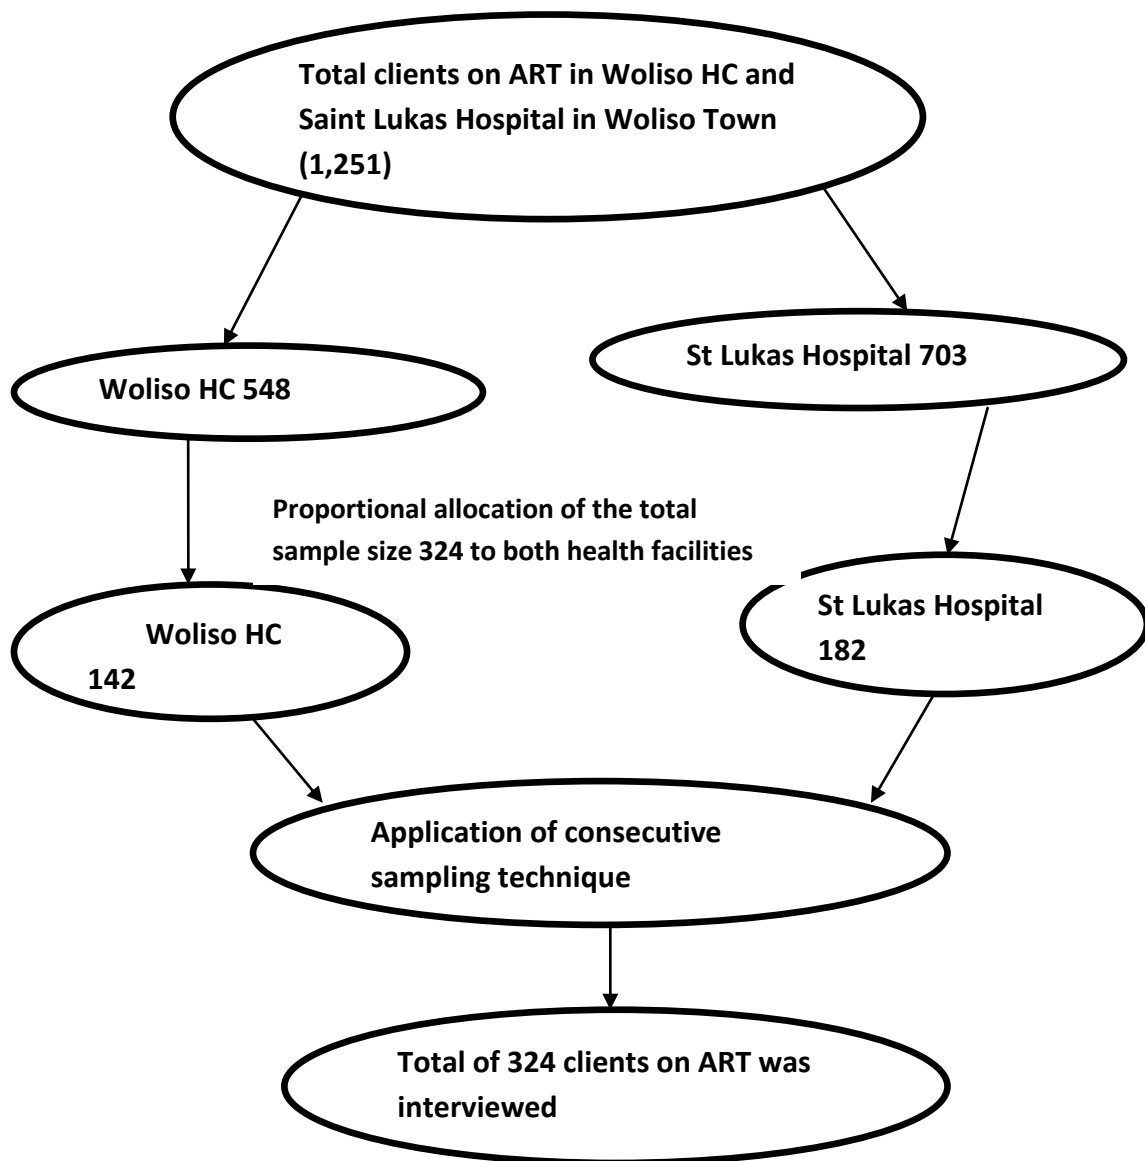 Total clients on ART in Woliso HC and
Saint Lukas Hospital in Woliso Town
(1,251)
Woliso HC 548
St Lukas Hospital 703
Proportional allocation of the total
sample size 324 to both health facilities
Woliso HC
142
St Lukas Hospital
182
Application of consecutive
sampling technique
Total of 324 clients on ART was
interviewed